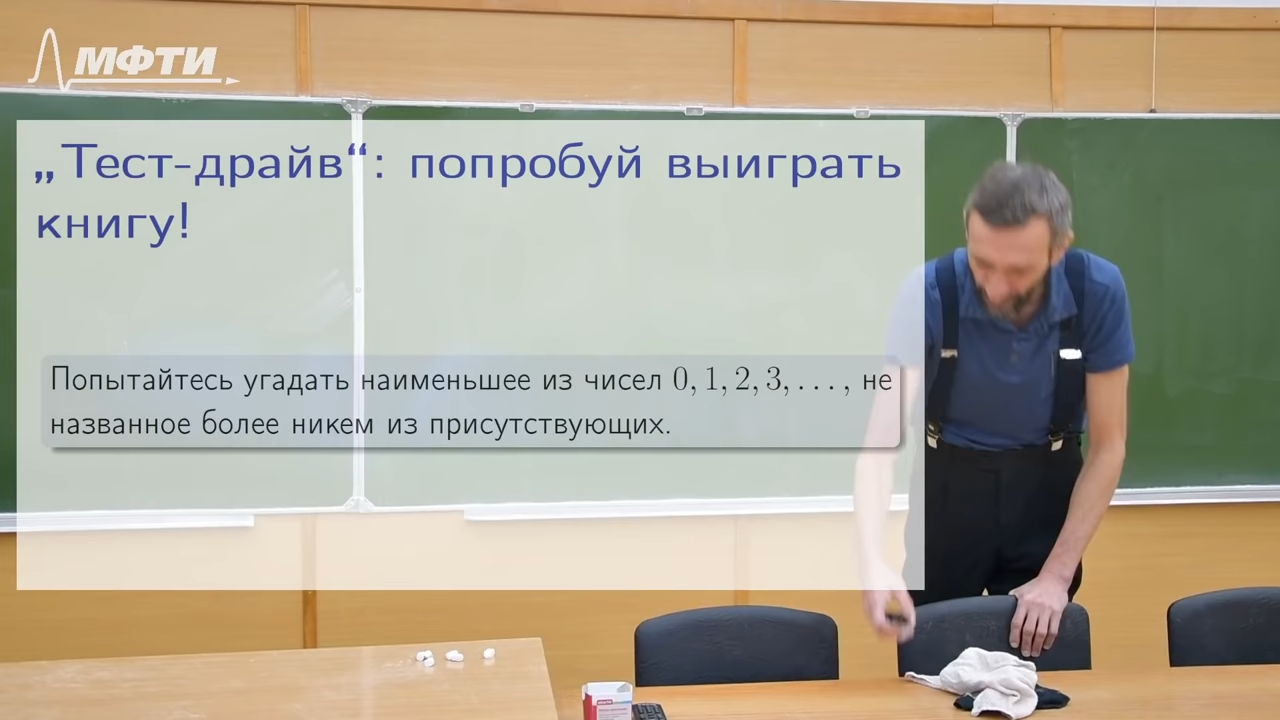 МФТИ
„Тест-драйв“: попробуй выиграть
книгу!
Попытайтесь угадать наименьшее из чисел 0, 1, 2, 3, . . . , не
названное более никем из присутствующих.